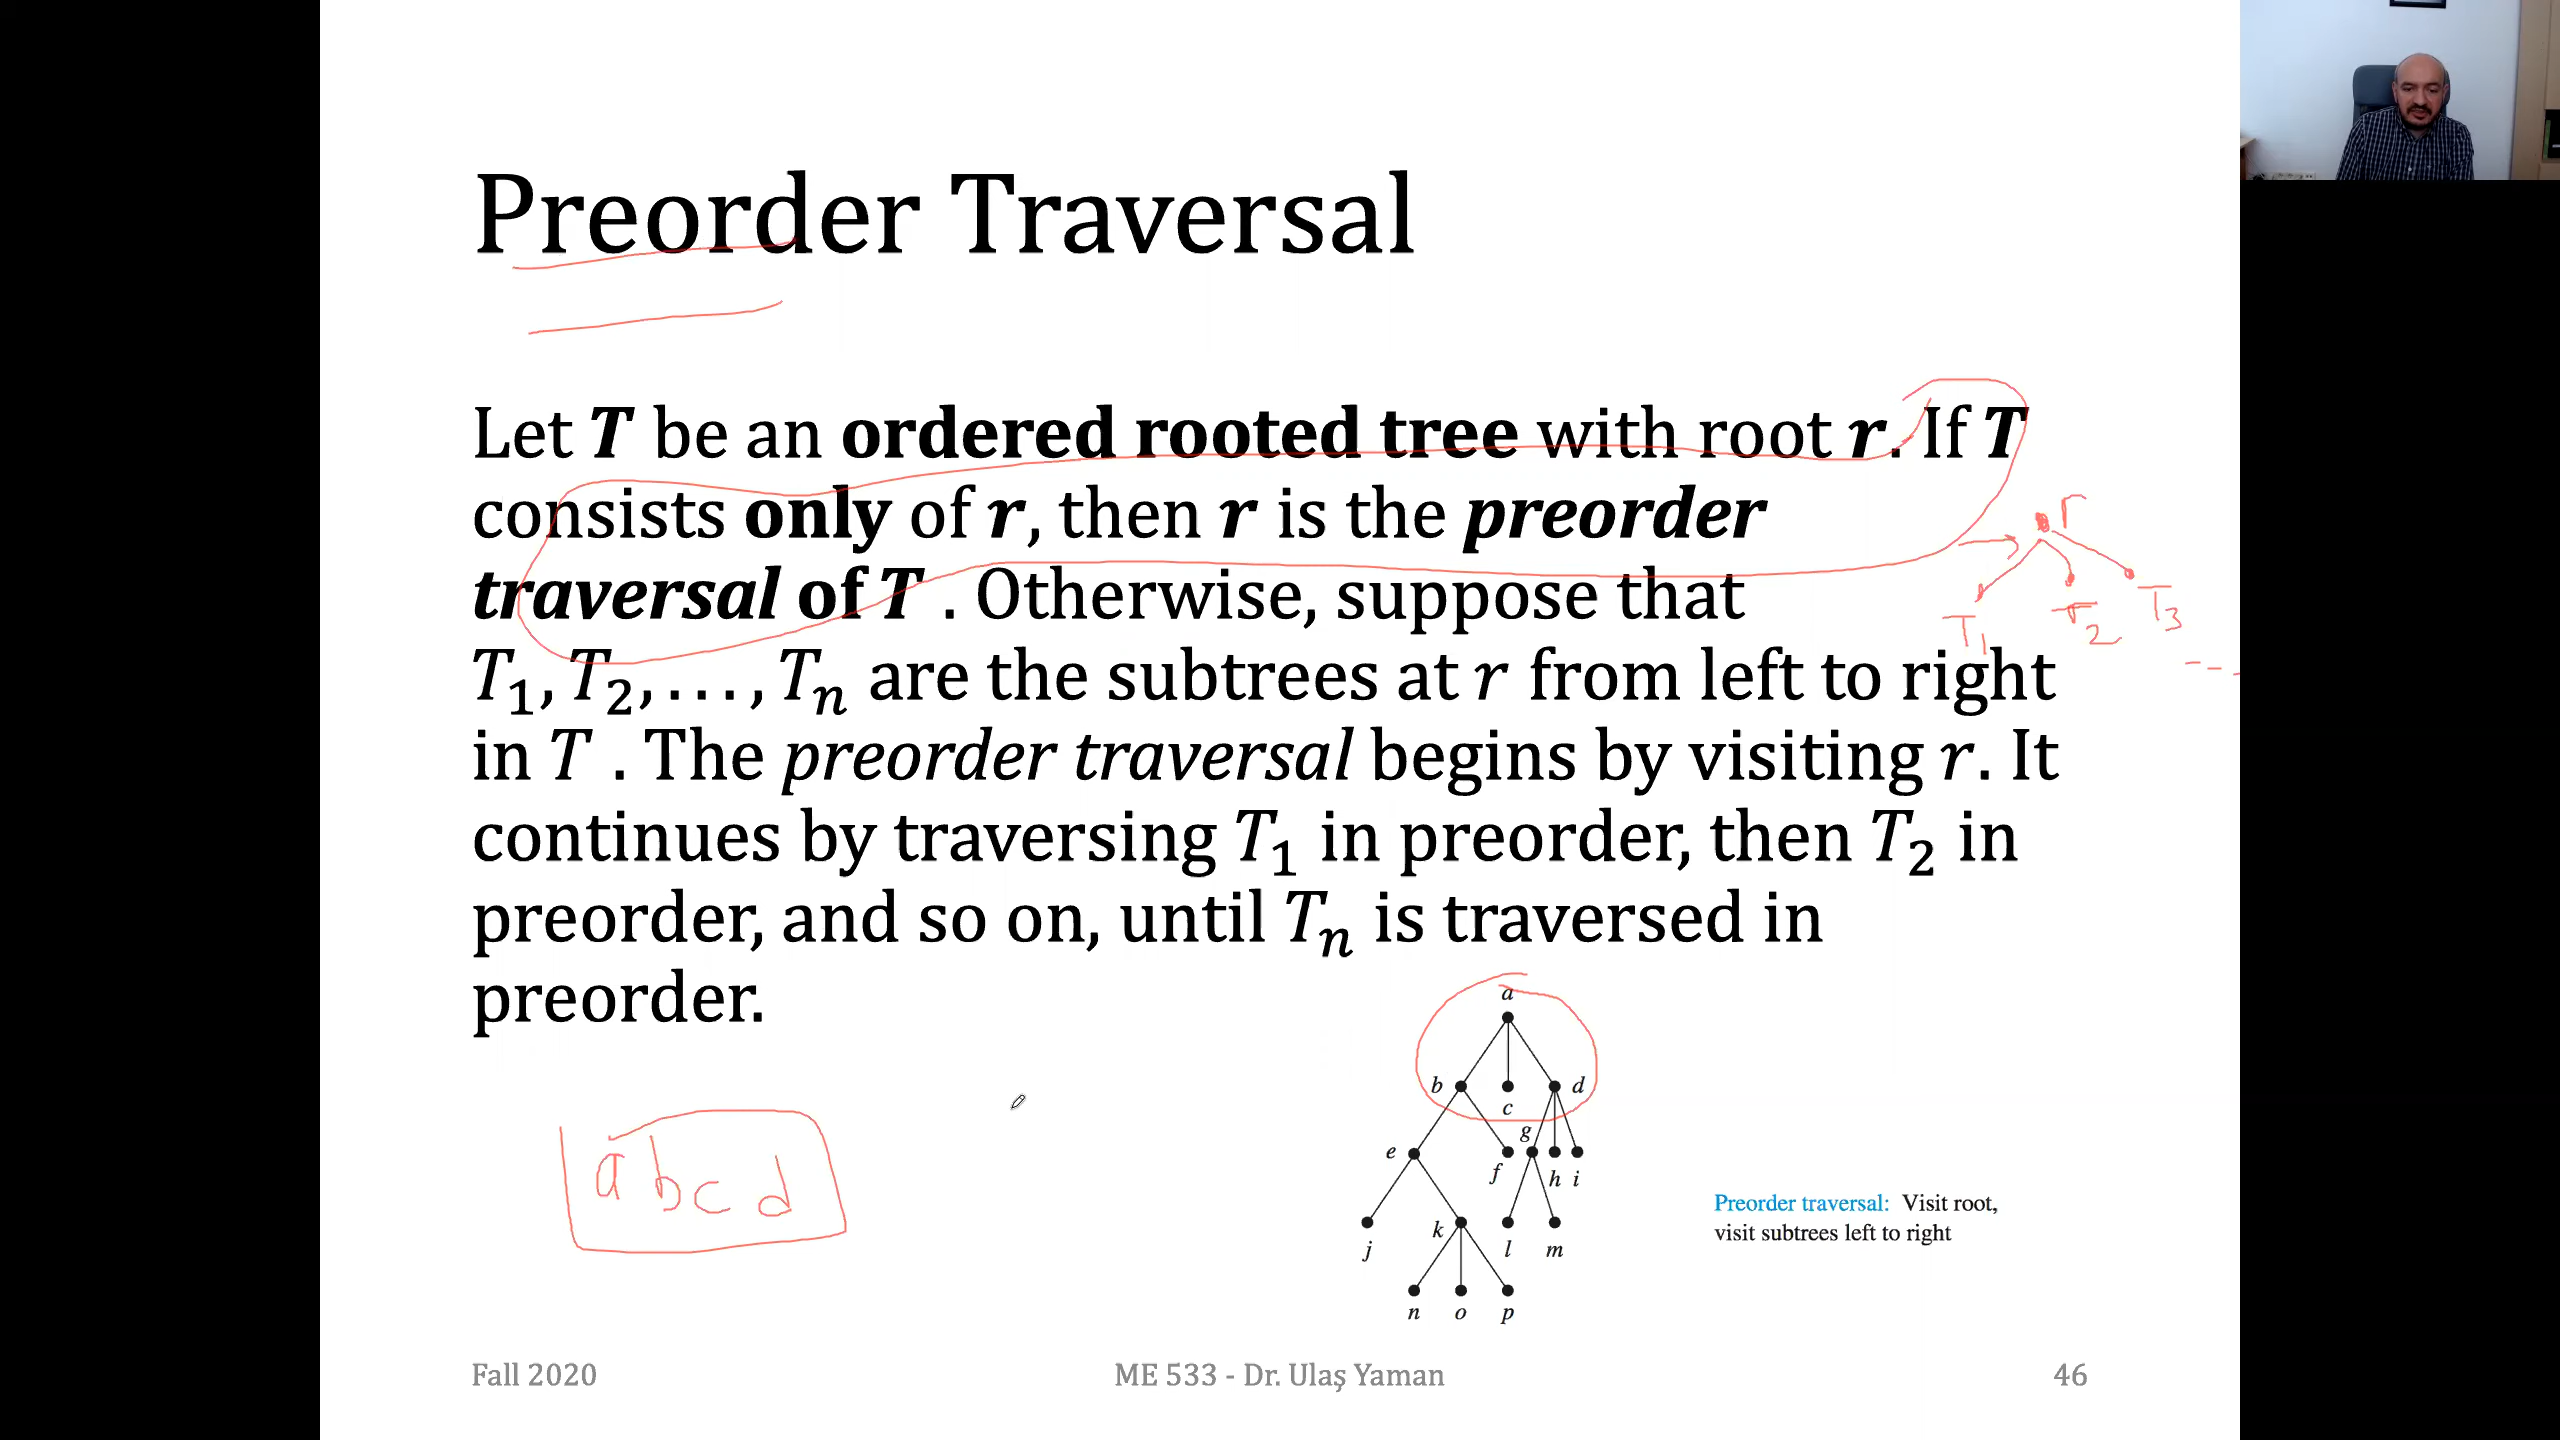 Preorder Traversal
Let T be an ordered rooted tree with root r. If T
consists only of r, then r is the preorder
traversal of T . Otherwise, suppose that
T₁, T₂, . . . , Tₙ are the subtrees at r from left to right
in T . The preorder traversal begins by visiting r. It
continues by traversing T₁ in preorder, then T₂ in
preorder, and so on, until Tₙ is traversed in
preorder.
r
T₁ T₂ T₃
a b c d
a
b c d
e f g h i
j k l m
n o p
Preorder traversal: Visit root,
visit subtrees left to right
Fall 2020
ME 533 - Dr. Ulaş Yaman
46